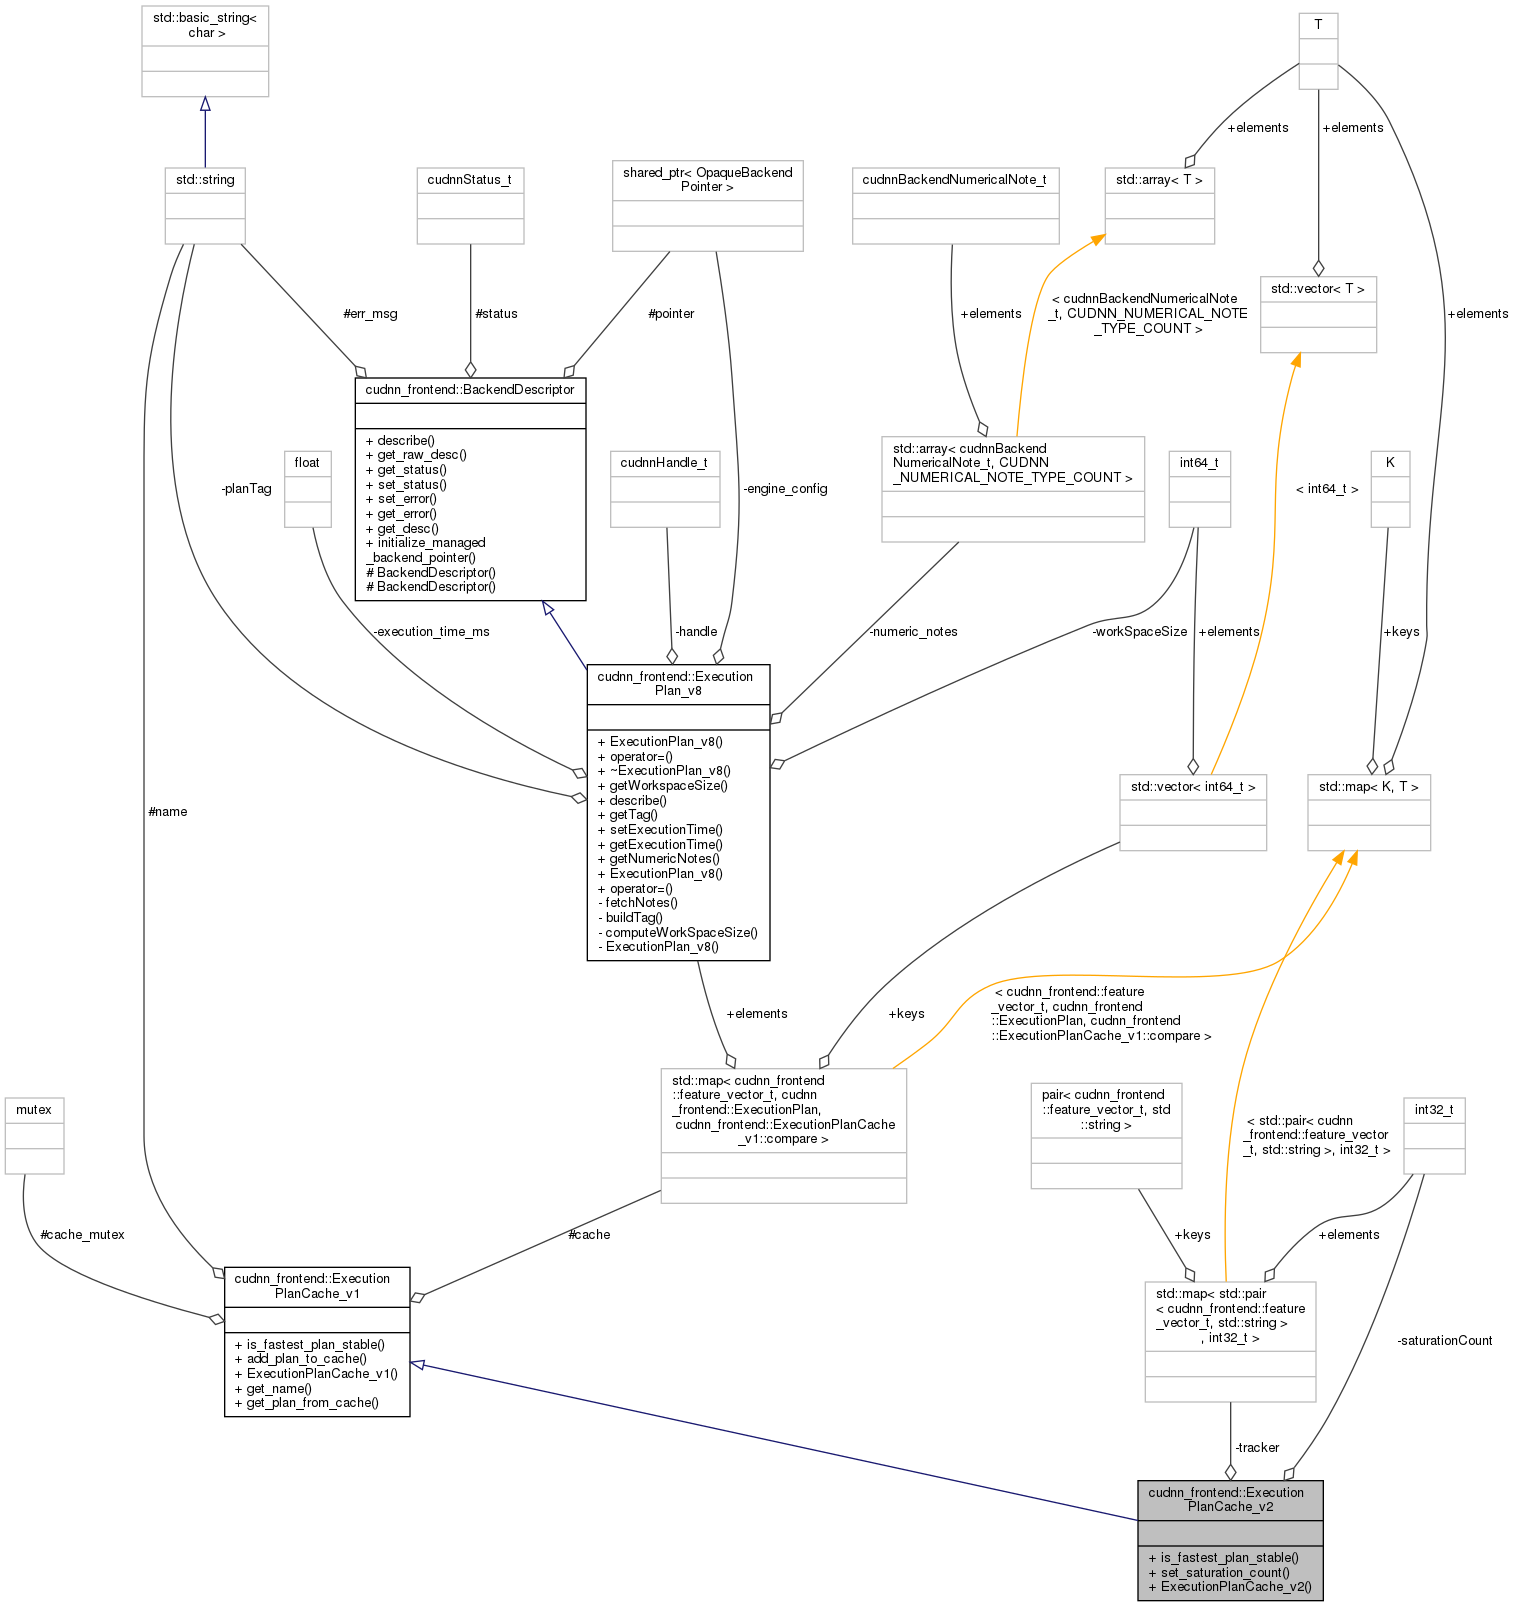 std::basic_string<
char >
T
std::string
cudnnStatus_t
shared_ptr< OpaqueBackend
Pointer >
cudnnBackendNumericalNote_t
std::array< T >
+elements
+elements
std::vector< T >
#err_msg
#status
#pointer
+elements
< cudnnBackendNumericalNote
_t, CUDNN_NUMERICAL_NOTE
_TYPE_COUNT >
+elements
cudnn_frontend::BackendDescriptor
+ describe()
+ get_raw_desc()
+ get_status()
+ set_status()
+ set_error()
+ get_error()
+ get_desc()
+ initialize_managed
_backend_pointer()
# BackendDescriptor()
# BackendDescriptor()
float
cudnnHandle_t
std::array< cudnnBackend
NumericalNote_t, CUDNN
_NUMERICAL_NOTE_TYPE_COUNT >
int64_t
K
-planTag
-engine_config
< int64_t >
-execution_time_ms
-handle
-numeric_notes
-workSpaceSize
+elements
+keys
cudnn_frontend::Execution
Plan_v8
+ ExecutionPlan_v8()
+ operator=()
+ ~ExecutionPlan_v8()
+ getWorkspaceSize()
+ describe()
+ getTag()
+ setExecutionTime()
+ getExecutionTime()
+ getNumericNotes()
+ ExecutionPlan_v8()
+ operator=()
- fetchNotes()
- buildTag()
- computeWorkSpaceSize()
- ExecutionPlan_v8()
std::vector< int64_t >
std::map< K, T >
#name
+elements
+keys
< cudnn_frontend::feature
_vector_t, cudnn_frontend
::ExecutionPlan, cudnn_frontend
::ExecutionPlanCache_v1::compare >
mutex
std::map< cudnn_frontend
::feature_vector_t, cudnn
_frontend::ExecutionPlan,
cudnn_frontend::ExecutionPlanCache
_v1::compare >
pair< cudnn_frontend
::feature_vector_t, std
::string >
< std::pair< cudnn
_frontend::feature_vector
_t, std::string >, int32_t >
int32_t
#cache_mutex
#cache
+keys
+elements
cudnn_frontend::Execution
PlanCache_v1
+ is_fastest_plan_stable()
+ add_plan_to_cache()
+ ExecutionPlanCache_v1()
+ get_name()
+ get_plan_from_cache()
std::map< std::pair
< cudnn_frontend::feature
_vector_t, std::string >
, int32_t >
-saturationCount
-tracker
cudnn_frontend::Execution
PlanCache_v2
+ is_fastest_plan_stable()
+ set_saturation_count()
+ ExecutionPlanCache_v2()